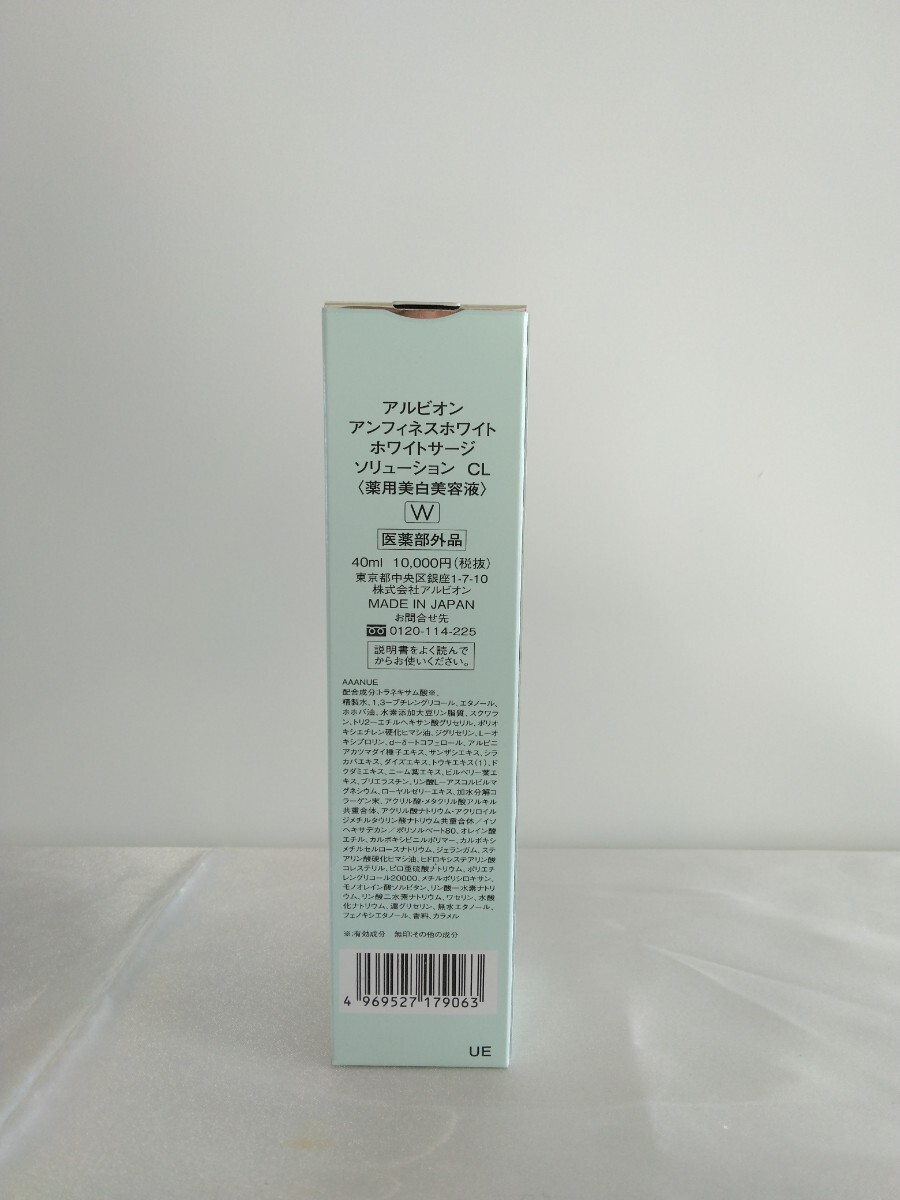 アルビオン
アンフィネスホワイト
ホワイトサージ
ソリューション CL
〈薬用美白美容液〉
W
医薬部外品
40ml 10,000円(税抜)
東京都中央区銀座1-7-10
株式会社アルビオン
MADE IN JAPAN
お問合せ先
0120-114-225
説明書をよく読んで
からお使いください。
AAANUE
配合成分:トラネキサム酸※、
精製水、1,3-ブチレングリコール、エタノール、
ホホバ油、水素添加大豆リン脂質、スクワラ
ン、トリ2-エチルヘキサン酸グリセリル、ポリオ
キシエチレン硬化ヒマシ油、ジグリセリン、L-オ
キシプロリン、d-δ-トコフェロール、アルピニ
アカツマダイ種子エキス、サンザシエキス、シラ
カバエキス、ダイズエキス、トウキエキス(1)、ド
クダミエキス、ニーム葉エキス、ビルベリー葉エ
キス、プリエラスチン、リン酸L-アスコルビルマ
グネシウム、ローヤルゼリーエキス、加水分解コ
ラーゲン末、アクリル酸・メタクリル酸アルキル
共重合体、アクリル酸ナトリウム・アクリロイル
ジメチルタウリン酸ナトリウム共重合体/イソ
ヘキサデカン/ポリソルベート80、オレイン酸
エチル、カルボキシビニルポリマー、カルボキシ
メチルセルロースナトリウム、ジェランガム、ステ
アリン酸硬化ヒマシ油、ヒドロキシステアリン酸
コレステリル、ピロ亜硫酸ナトリウム、ポリエチ
レングリコール20000、メチルポリシロキサン、
モノオレイン酸ソルビタン、リン酸一水素ナトリ
ウム、リン酸二水素ナトリウム、ワセリン、水酸
化ナトリウム、濃グリセリン、無水エタノール、
フェノキシエタノール、香料、カラメル
※:有効成分 無印:その他の成分
4 969527 179063
UE